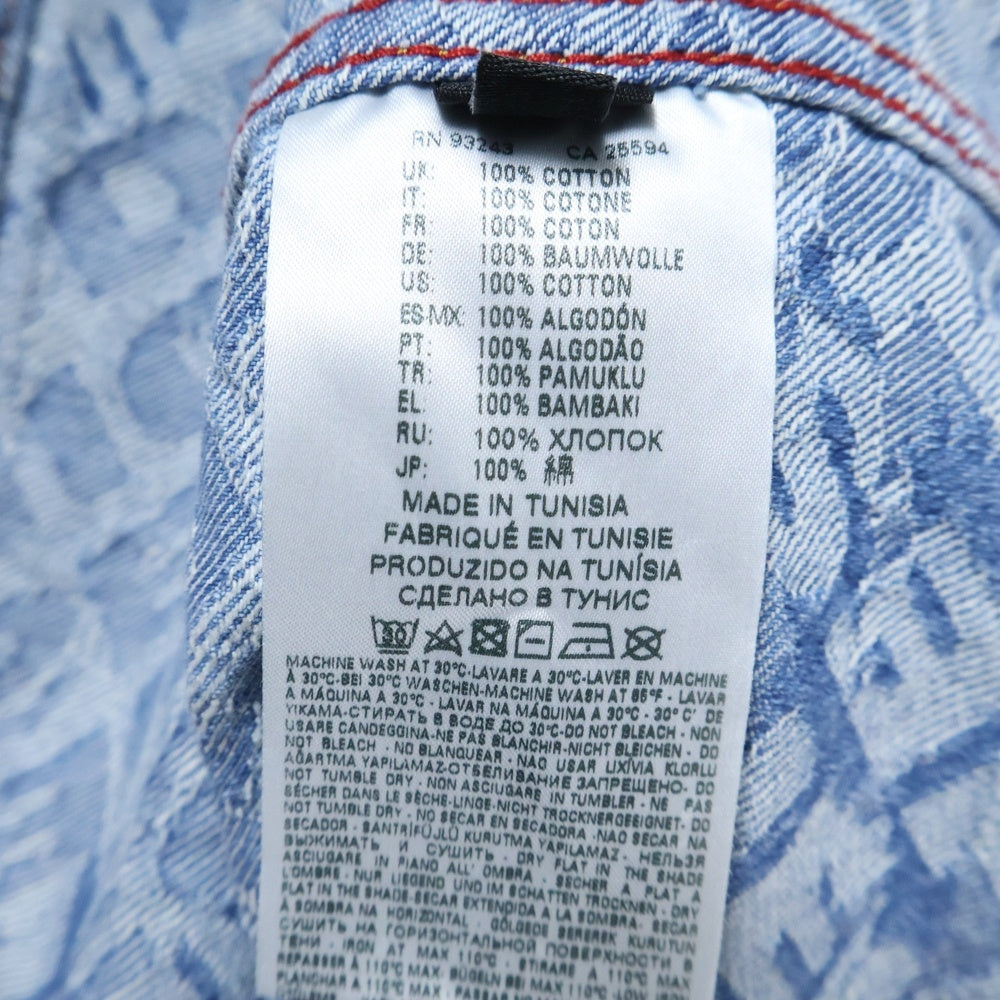 RN 93243 CA 25594
UK: 100% COTTON
IT: 100% COTONE
FR: 100% COTON
DE: 100% BAUMWOLLE
US: 100% COTTON
ES-MX: 100% ALGODÓN
PT: 100% ALGODÃO
TR: 100% PAMUKLU
EL: 100% BAMBAKI
RU: 100% ХЛОПОК
JP: 100% 綿
MADE IN TUNISIA
FABRIQUÉ EN TUNISIE
PRODUZIDO NA TUNÍSIA
СДЕЛАНО В ТУНИС
30
MACHINE WASH AT 30°C-LAVARE A 30°C-LAVER EN MACHINE
À 30°C-BEI 30°C WASCHEN-MACHINE WASH AT 85°F - LAVAR
A MÁQUINA A 30°C - LAVAR NA MÁQUINA A 30°C - 30° C' DE
YIKAMA-СТИРАТЬ В ВОДЕ ДО 30°C-DO NOT BLEACH - NON
USARE CANDEGGINA-NE PAS BLANCHIR-NICHT BLEICHEN - DO
NOT BLEACH - NO BLANQUEAR - NAO USAR LIXÍVIA KLORLU
AGARTMA YAPILAMAZ-ОТБЕЛИВАНИЕ ЗАПРЕЩЕНО- DO
NOT TUMBLE DRY - NON ASCIUGARE IN TUMBLER - NE PAS
SÉCHER DANS LE SÈCHE-LINGE-NICHT TROCKNERGEEIGNET- DO
NOT TUMBLE DRY - NO SECAR EN SECADORA -NAO SECAR NA
SECADOR - SANTRİFÜJLÜ KURUTMA YAPILAMAZ - НЕЛЬЗЯ
ВЫЖИМАТЬ И СУШИТЬ - DRY FLAT IN THE SHADE
ASCIUGARE IN PIANO ALL' OMBRA - SÉCHER A PLAT A
L'OMBRE - NUR LIEGEND UND IM SCHATTEN TROCKNEN - DRY
FLAT IN THE SHADE-SECAR EXTENDIDA A LA SOMBRA - SECAR
A SOMBRA NA HORIZONTAL GÖLGEDE SEREREK KURUTUN
СУШИТЬ НА ГОРИЗОНТАЛЬНОЙ ПОВЕРХНОСТИ В
ТЕНИ - IRON AT MAX 110°C - STIRARE A 110°C MAX
REPASSER À 110°C MAX- BÜGELN BEI MAX 110°C-LOW IRON
PLANCHAR A 110°C MAX